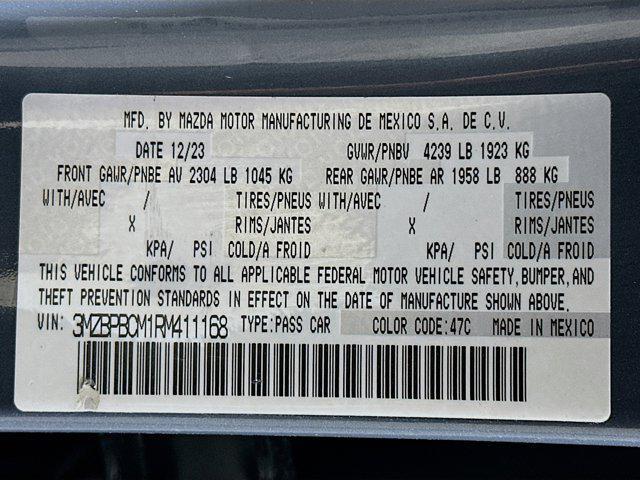 MFD. BY MAZDA MOTOR MANUFACTURING DE MEXICO S.A. DE C.V.
DATE 12/23 GVWR/PNBV 4239 LB 1923 KG
FRONT GAWR/PNBE AV 2304 LB 1045 KG REAR GAWR/PNBE AR 1958 LB 888 KG
WITH/AVEC / TIRES/PNEUS WITH/AVEC / TIRES/PNEUS
X RIMS/JANTES X RIMS/JANTES
KPA/ PSI COLD/A FROID KPA/ PSI COLD/A FROID
THIS VEHICLE CONFORMS TO ALL APPLICABLE FEDERAL MOTOR VEHICLE SAFETY, BUMPER, AND
THEFT PREVENTION STANDARDS IN EFFECT ON THE DATE OF MANUFACTURE SHOWN ABOVE.
VIN: 3MZBPBCM1RM411168 TYPE:PASS CAR COLOR CODE:47C MADE IN MEXICO